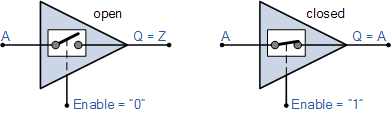 open
A
Q = Z
Enable = "0"
closed
A
Q = A
Enable = "1"